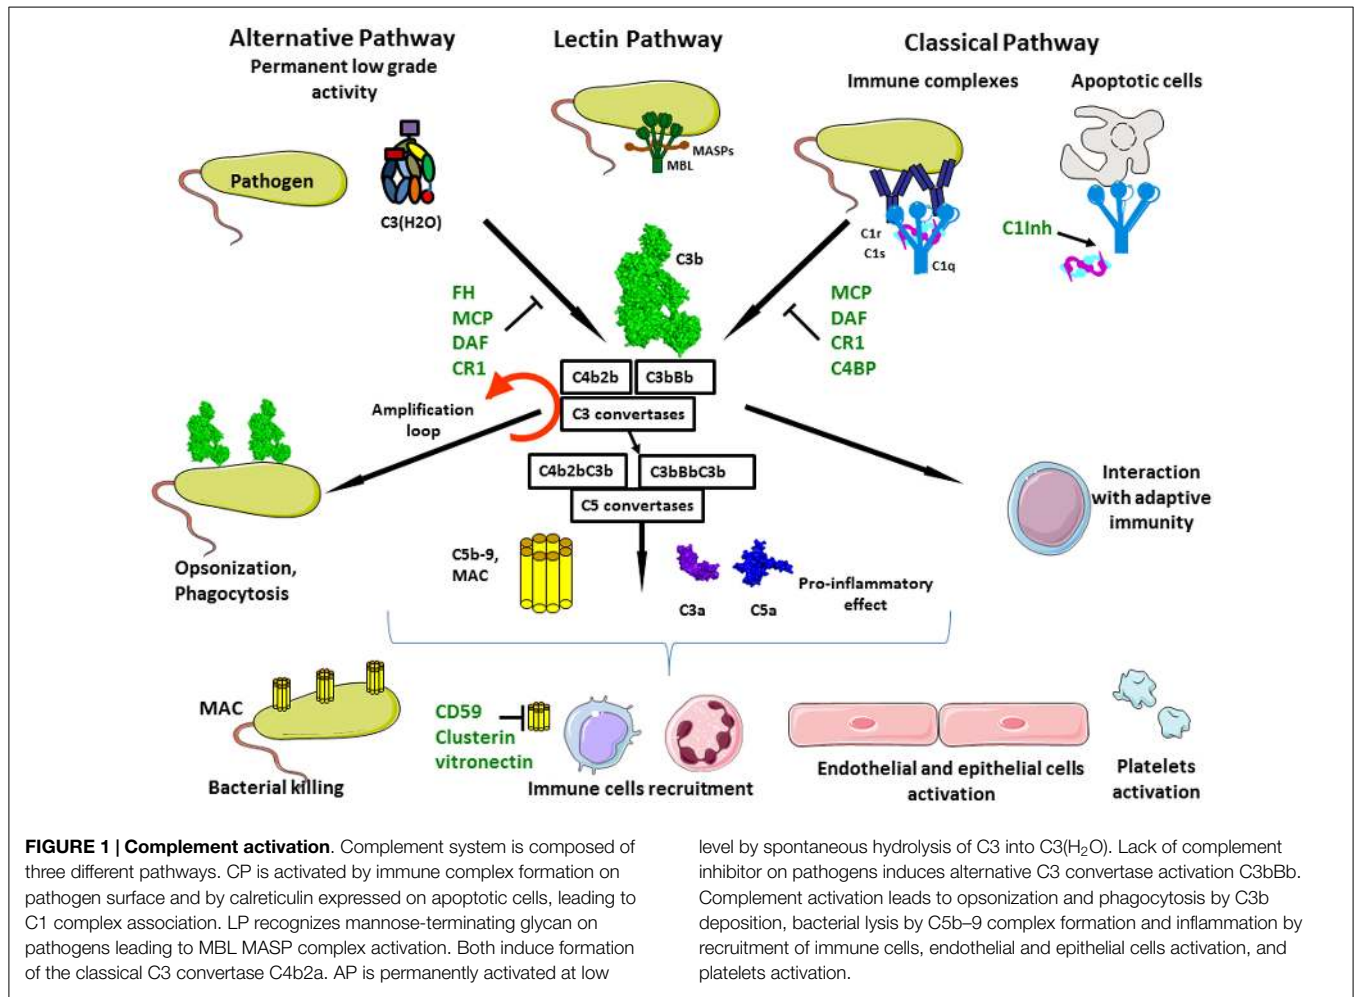 Alternative Pathway
Permanent low grade
activity
Pathogen
C3(H2O)
Lectin Pathway
MASPs
MBL
Classical Pathway
Immune complexes
Apoptotic cells
C1r
C1s
C1q
C1Inh
C3b
FH
MCP
DAF
CR1
MCP
DAF
CR1
C4BP
C4b2b
C3bBb
C3 convertases
Amplification
loop
C4b2bC3b
C3bBbC3b
C5 convertases
Opsonization,
Phagocytosis
Interaction
with adaptive
immunity
C5b-9,
MAC
C3a
C5a
Pro-inflammatory
effect
MAC
Bacterial killing
CD59
Clusterin
vitronectin
Immune cells recruitment
Endothelial and epithelial cells
activation
Platelets
activation
FIGURE 1 | Complement activation. Complement system is composed of
three different pathways. CP is activated by immune complex formation on
pathogen surface and by calreticulin expressed on apoptotic cells, leading to
C1 complex association. LP recognizes mannose-terminating glycan on
pathogens leading to MBL MASP complex activation. Both induce formation
of the classical C3 convertase C4b2a. AP is permanently activated at low
level by spontaneous hydrolysis of C3 into C3(H₂O). Lack of complement
inhibitor on pathogens induces alternative C3 convertase activation C3bBb.
Complement activation leads to opsonization and phagocytosis by C3b
deposition, bacterial lysis by C5b–9 complex formation and inflammation by
recruitment of immune cells, endothelial and epithelial cells activation, and
platelets activation.